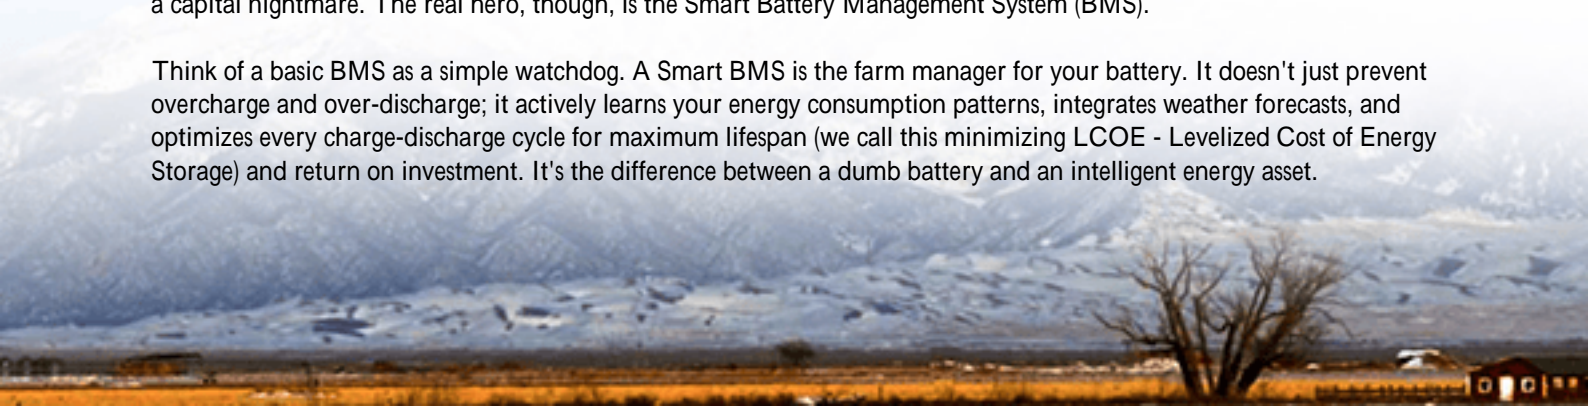 a capital nightmare. The real hero, though, is the Smart Battery Management System (BMS).
Think of a basic BMS as a simple watchdog. A Smart BMS is the farm manager for your battery. It doesn't just prevent
overcharge and over-discharge; it actively learns your energy consumption patterns, integrates weather forecasts, and
optimizes every charge-discharge cycle for maximum lifespan (we call this minimizing LCOE - Levelized Cost of Energy
Storage) and return on investment. It's the difference between a dumb battery and an intelligent energy asset.